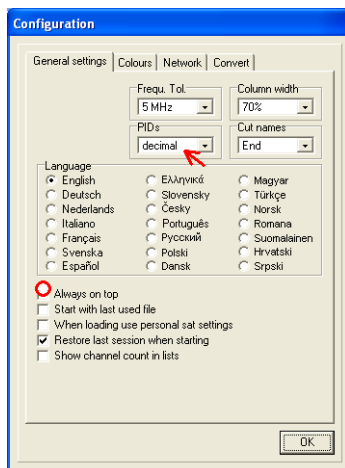 Configuration
General settings
Colours
Network
Convert
Frequ. Tol.
Column width
5 MHz
70%
PIDs
Cut names
decimal
End
Language
English
Ελληνικά
Magyar
Deutsch
Slovensky
Türkçe
Nederlands
Česky
Norsk
Italiano
Português
Romana
Français
Русский
Suomalainen
Svenska
Polski
Hrvatski
Español
Dansk
Srpski
Always on top
Start with last used file
When loading use personal sat settings
Restore last session when starting
Show channel count in lists
OK